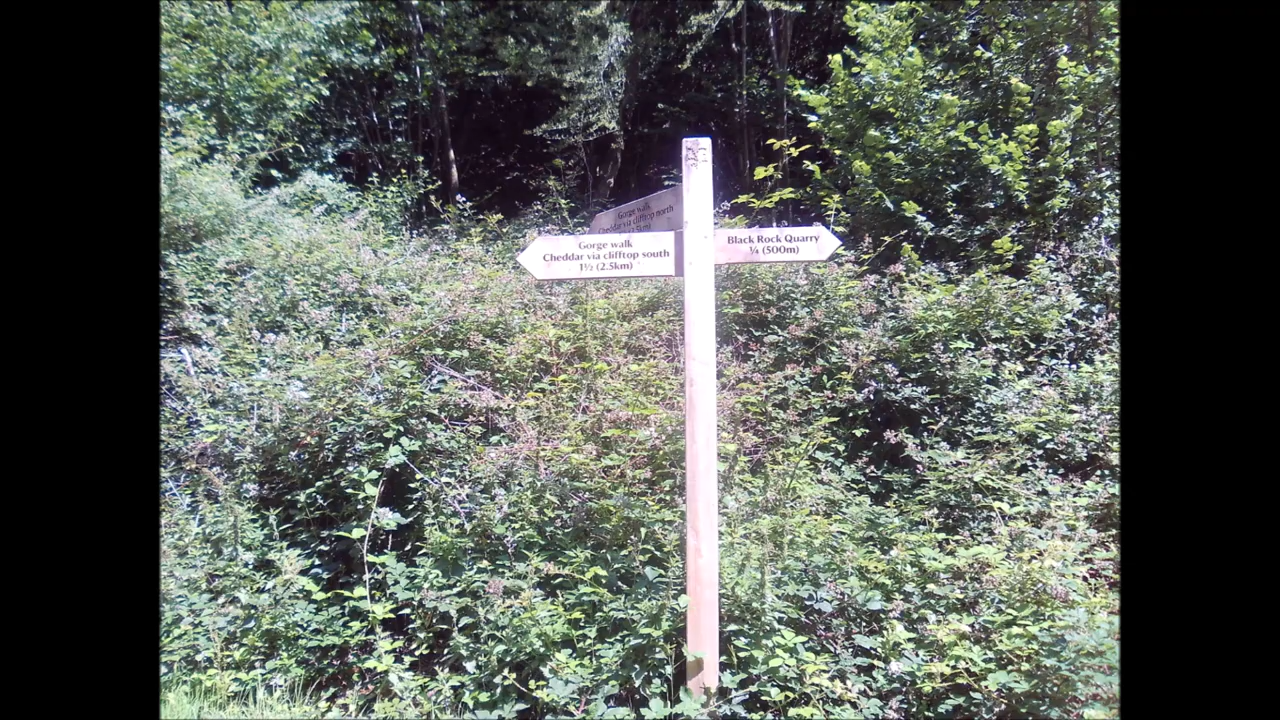 Gorge walk
Cheddar via clifftop north
Gorge walk
Cheddar via clifftop south
1½ (2.5km)
Black Rock Quarry
¼ (500m)